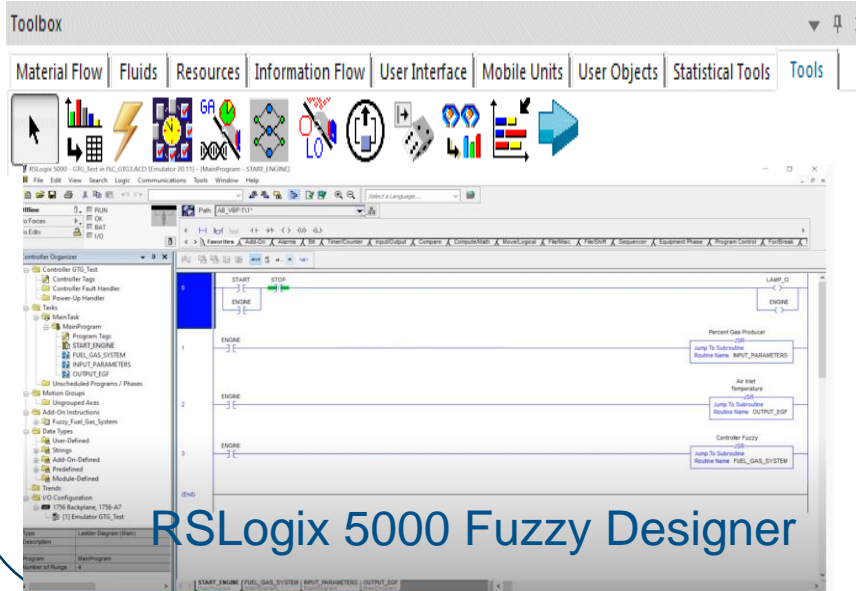 Toolbox
Material Flow Fluids Resources Information Flow User Interface Mobile Units User Objects Statistical Tools Tools
GA
LO
RSLogix 5000 - GTG_Test in FLC_GTG3.ACD [Emulator 20.11] - [MainProgram - START_ENGINE]
File Edit View Search Logic Communications Tools Window Help
Select a Language...
RUN
OK
BAT
I/O
Path: AB_VBP-1\1*
Favorites Add-On Alarms Bit Timer/Counter Input/Output Compare Compute/Math Move/Logical File/Misc. File/Shift Sequencer Equipment Phase Program Control For/Break
Controller Organizer
Controller GTG_Test
Controller Tags
Controller Fault Handler
Power-Up Handler
Tasks
MainTask
MainProgram
Program Tags
START_ENGINE
FUEL_GAS_SYSTEM
INPUT_PARAMETERS
OUTPUT_EGF
Unscheduled Programs / Phases
Motion Groups
Ungrouped Axes
Add-On Instructions
Fuzzy_Fuel_Gas_System
Data Types
User-Defined
Strings
Add-On-Defined
Predefined
Module-Defined
Trends
I/O Configuration
1756 Backplane, 1756-A7
[1] Emulator GTG_Test
Type Ladder Diagram (Main)
Description
Program MainProgram
Number of Rungs 4
0
START STOP LAMP_G
ENGINE ENGINE
1
ENGINE
Percent Gas Producer
JSR
Jump To Subroutine
Routine Name INPUT_PARAMETERS
2
ENGINE
Air Inlet
Temperature
JSR
Jump To Subroutine
Routine Name OUTPUT_EGF
3
ENGINE
Controller Fuzzy
JSR
Jump To Subroutine
Routine Name FUEL_GAS_SYSTEM
(End)
RSLogix 5000 Fuzzy Designer
START_ENGINE FUEL_GAS_SYSTEM INPUT_PARAMETERS OUTPUT_EGF